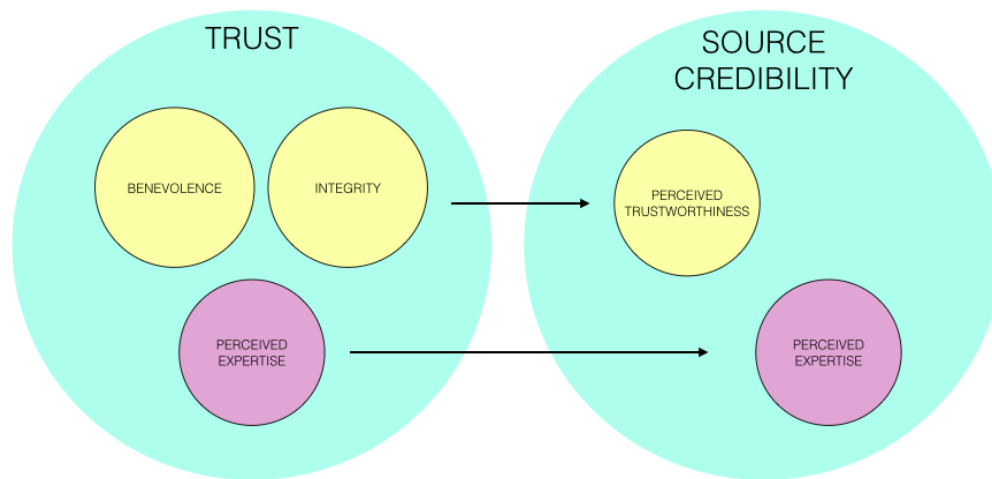 TRUST
BENEVOLENCE
INTEGRITY
PERCEIVED
EXPERTISE
SOURCE
CREDIBILITY
PERCEIVED
TRUSTWORTHINESS
PERCEIVED
EXPERTISE